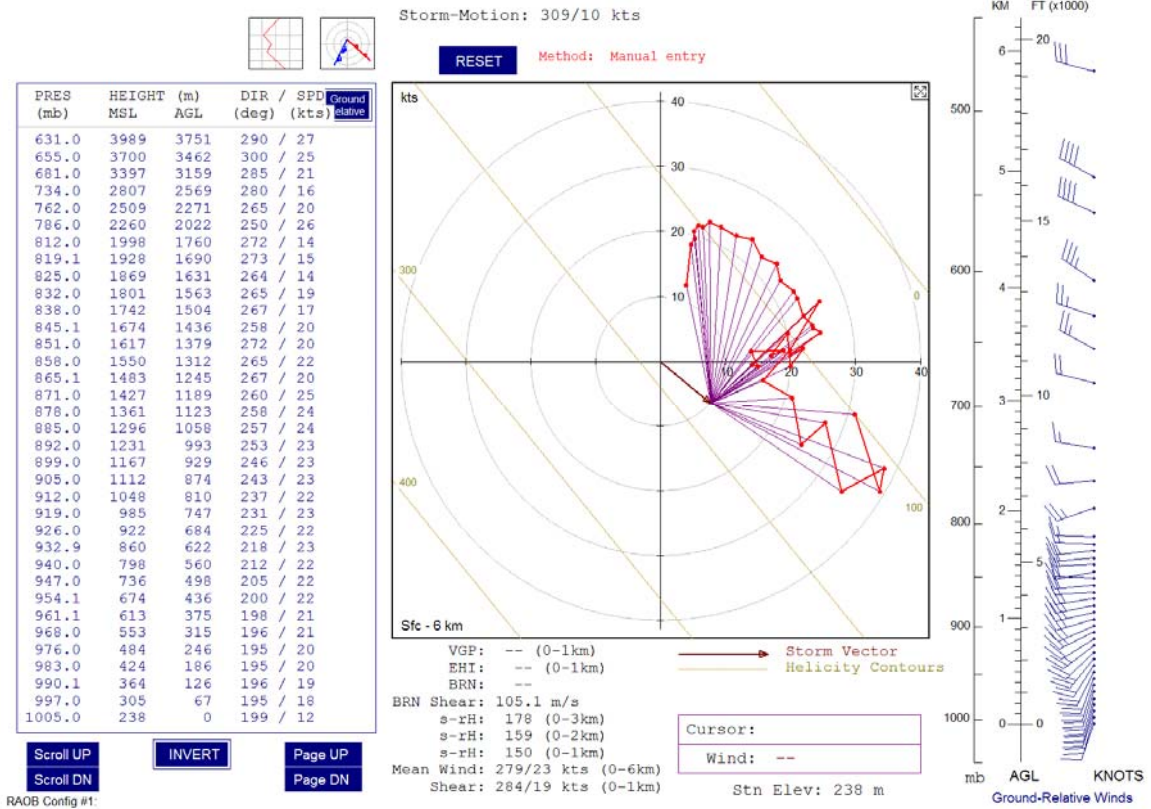 Storm-Motion: 309/10 kts
RESET
Method: Manual entry
PRES HEIGHT (m) DIR / SPD
(mb) MSL AGL (deg) (kts)
Ground
elative
631.0 3989 3751 290 / 27
655.0 3700 3462 300 / 25
681.0 3397 3159 285 / 21
734.0 2807 2569 280 / 16
762.0 2509 2271 265 / 20
786.0 2260 2022 250 / 26
812.0 1998 1760 272 / 14
819.1 1928 1690 273 / 15
825.0 1869 1631 264 / 14
832.0 1801 1563 265 / 19
838.0 1742 1504 267 / 17
845.1 1674 1436 258 / 20
851.0 1617 1379 272 / 20
858.0 1550 1312 265 / 22
865.1 1483 1245 267 / 20
871.0 1427 1189 260 / 25
878.0 1361 1123 258 / 24
885.0 1296 1058 257 / 24
892.0 1231 993 253 / 23
899.0 1167 929 246 / 23
905.0 1112 874 243 / 23
912.0 1048 810 237 / 22
919.0 985 747 231 / 23
926.0 922 684 225 / 22
932.9 860 622 218 / 23
940.0 798 560 212 / 22
947.0 736 498 205 / 22
954.1 674 436 200 / 22
961.1 613 375 198 / 21
968.0 553 315 196 / 21
976.0 484 246 195 / 20
983.0 424 186 195 / 20
990.1 364 126 196 / 19
997.0 305 67 195 / 18
1005.0 238 0 199 / 12
Scroll UP
INVERT
Page UP
Scroll DN
Page DN
RAOB Config #1:
kts
40
30
20
10
10 20 30 40
300
400
0
100
Sfc - 6 km
VGP: -- (0-1km)
EHI: -- (0-1km)
BRN: --
BRN Shear: 105.1 m/s
s-rH: 178 (0-3km)
s-rH: 159 (0-2km)
s-rH: 150 (0-1km)
Mean Wind: 279/23 kts (0-6km)
Shear: 284/19 kts (0-1km)
Storm Vector
Helicity Contours
Cursor:
Wind: --
Stn Elev: 238 m
KM FT (x1000)
6
5
4
3
2
1
0
20
15
10
5
0
500
600
700
800
900
1000
mb AGL KNOTS
Ground-Relative Winds